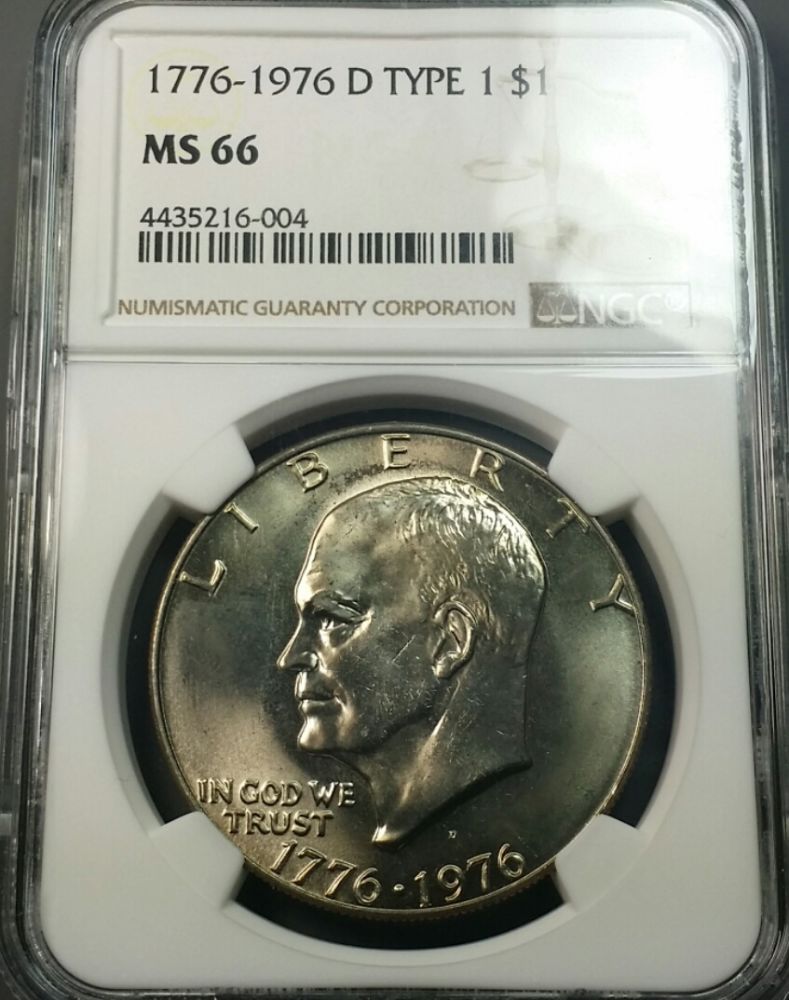 1776-1976 D TYPE 1 $1
MS 66
4435216-004
NUMISMATIC GUARANTY CORPORATION NGC®
LIBERTY
IN GOD WE
TRUST
D
1776·1976